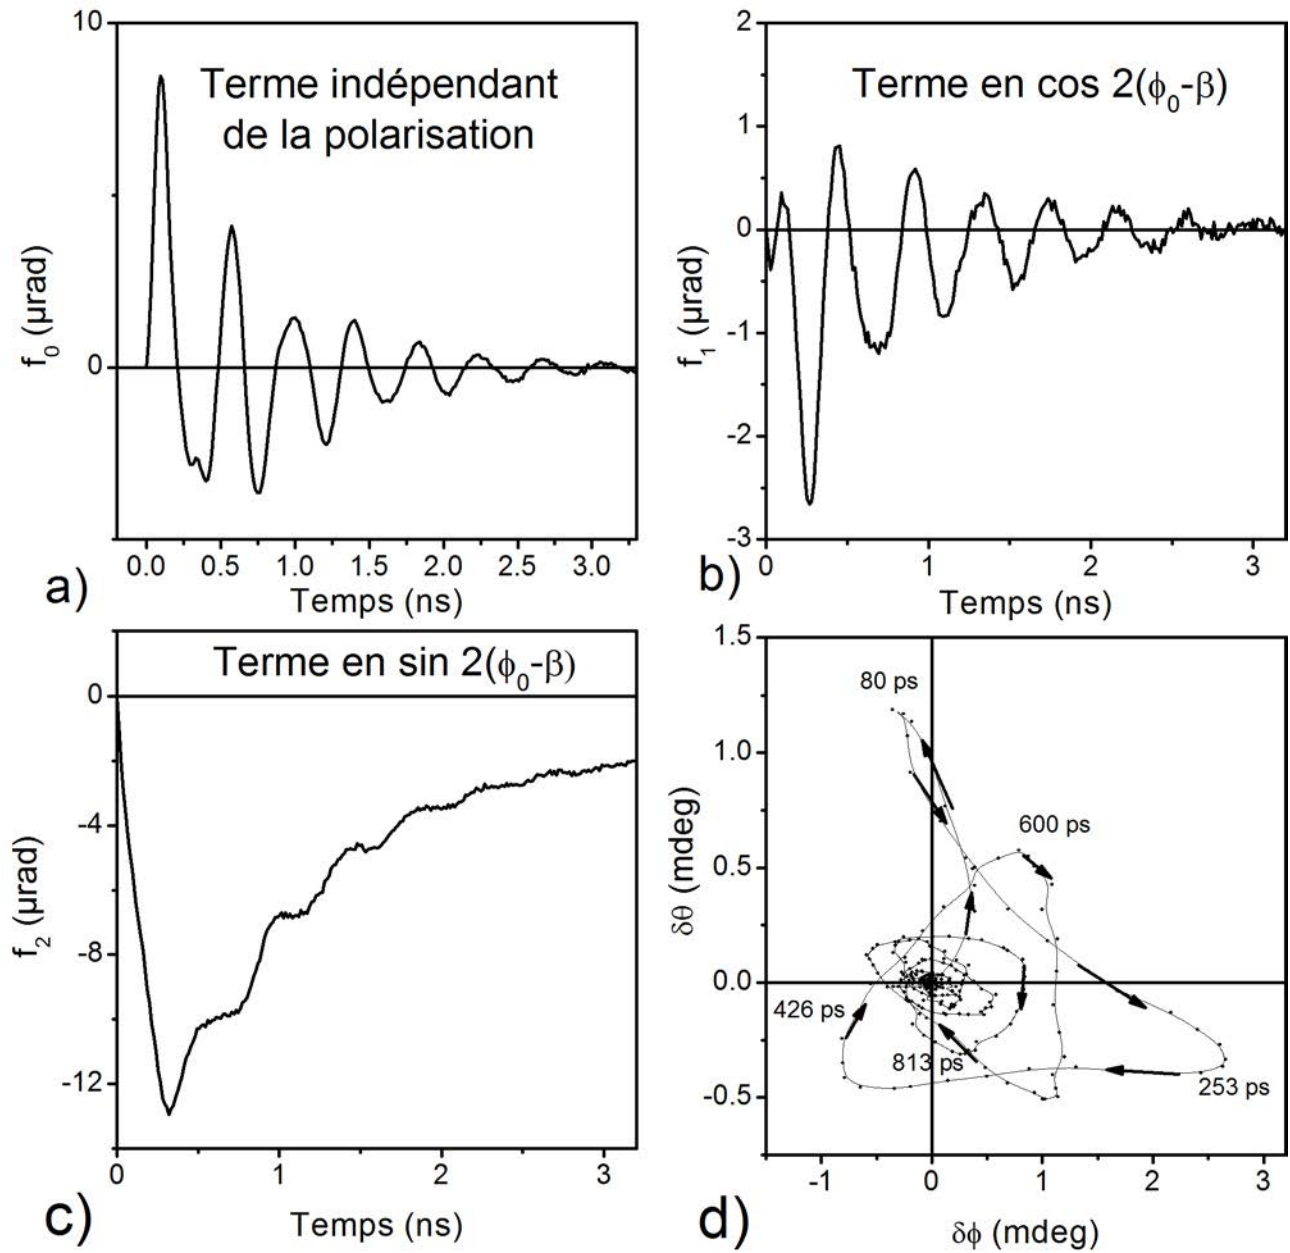 10
0
f0 (μrad)
Terme indépendant
de la polarisation
0.0 0.5 1.0 1.5 2.0 2.5 3.0
Temps (ns)
a)
2
1
0
-1
-2
-3
f1 (μrad)
Terme en cos 2(ϕ0-β)
0 1 2 3
Temps (ns)
b)
0
-4
-8
-12
f2 (μrad)
Terme en sin 2(ϕ0-β)
0 1 2 3
Temps (ns)
c)
1.5
1.0
0.5
0.0
-0.5
δθ (mdeg)
80 ps
600 ps
426 ps
813 ps
253 ps
-1 0 1 2 3
δϕ (mdeg)
d)